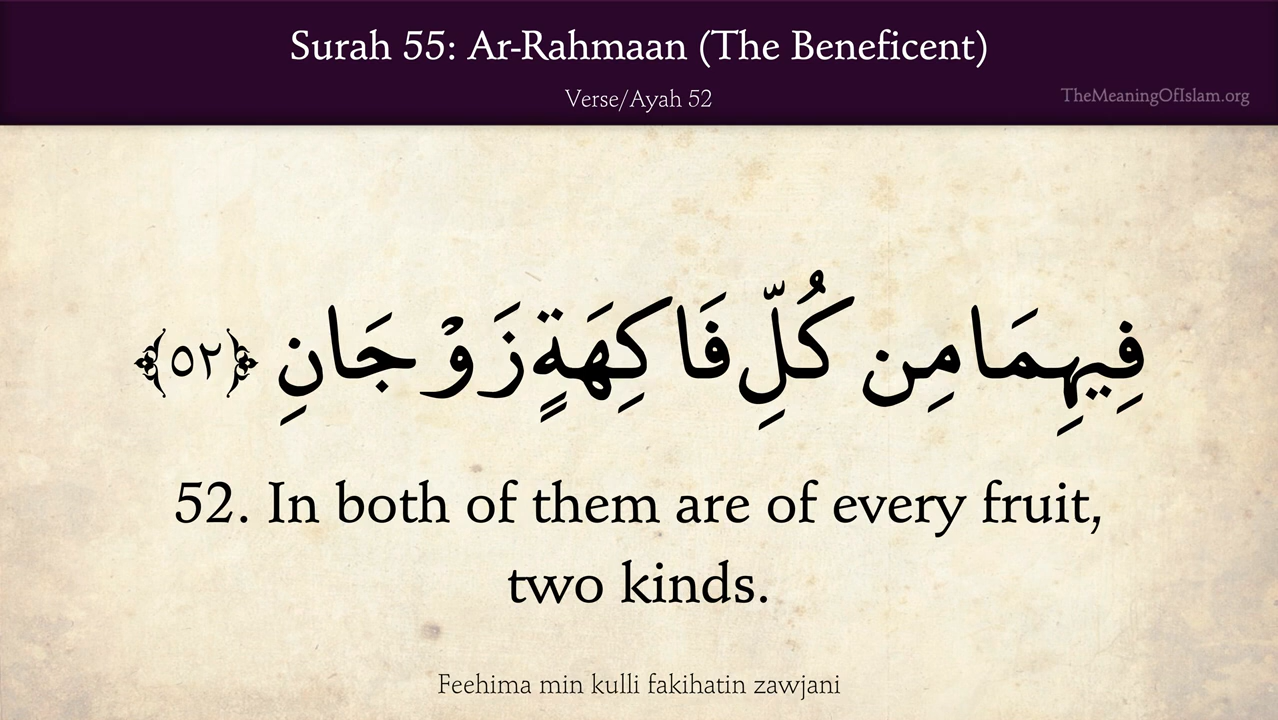 Surah 55: Ar-Rahmaan (The Beneficent)
Verse/Ayah 52
TheMeaningOfIslam.org
فِيهِمَا مِن كُلِّ فَاكِهَةٍ زَوْجَانِ ﴿٥٢﴾
52. In both of them are of every fruit,
two kinds.
Feehima min kulli fakihatin zawjani